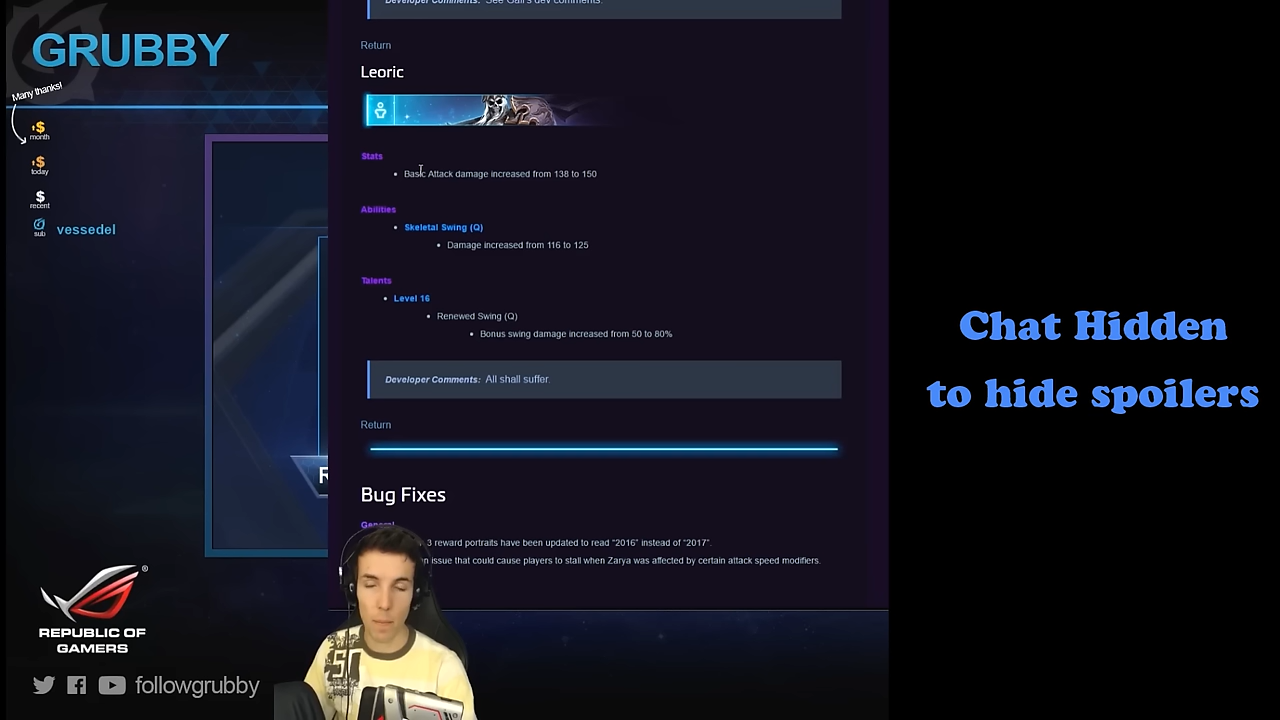 Developer Comments: See Gall's dev comments.
GRUBBY
Return
Leoric
Many thanks!
$
month
$
today
$
recent
sub vessedel
Stats
Basic Attack damage increased from 138 to 150
Abilities
Skeletal Swing (Q)
Damage increased from 116 to 125
Talents
Level 16
Renewed Swing (Q)
Bonus swing damage increased from 50 to 80%
Developer Comments: All shall suffer.
Return
Chat Hidden
to hide spoilers
Bug Fixes
General
3 reward portraits have been updated to read "2016" instead of "2017".
issue that could cause players to stall when Zarya was affected by certain attack speed modifiers.
REPUBLIC OF
GAMERS
followgrubby